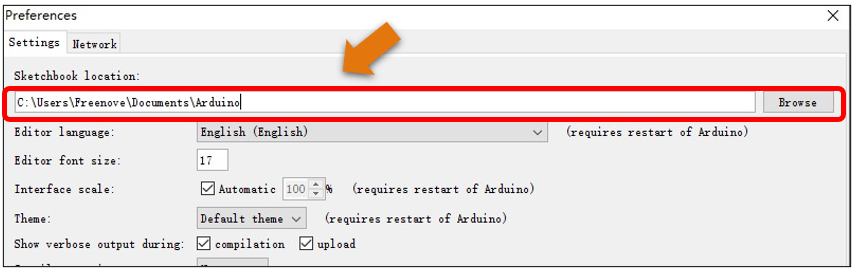 Preferences
Settings Network
Sketchbook location:
C:\Users\Freenove\Documents\Arduino Browse
Editor language: English (English) (requires restart of Arduino)
Editor font size: 17
Interface scale: Automatic 100 % (requires restart of Arduino)
Theme: Default theme (requires restart of Arduino)
Show verbose output during: compilation upload